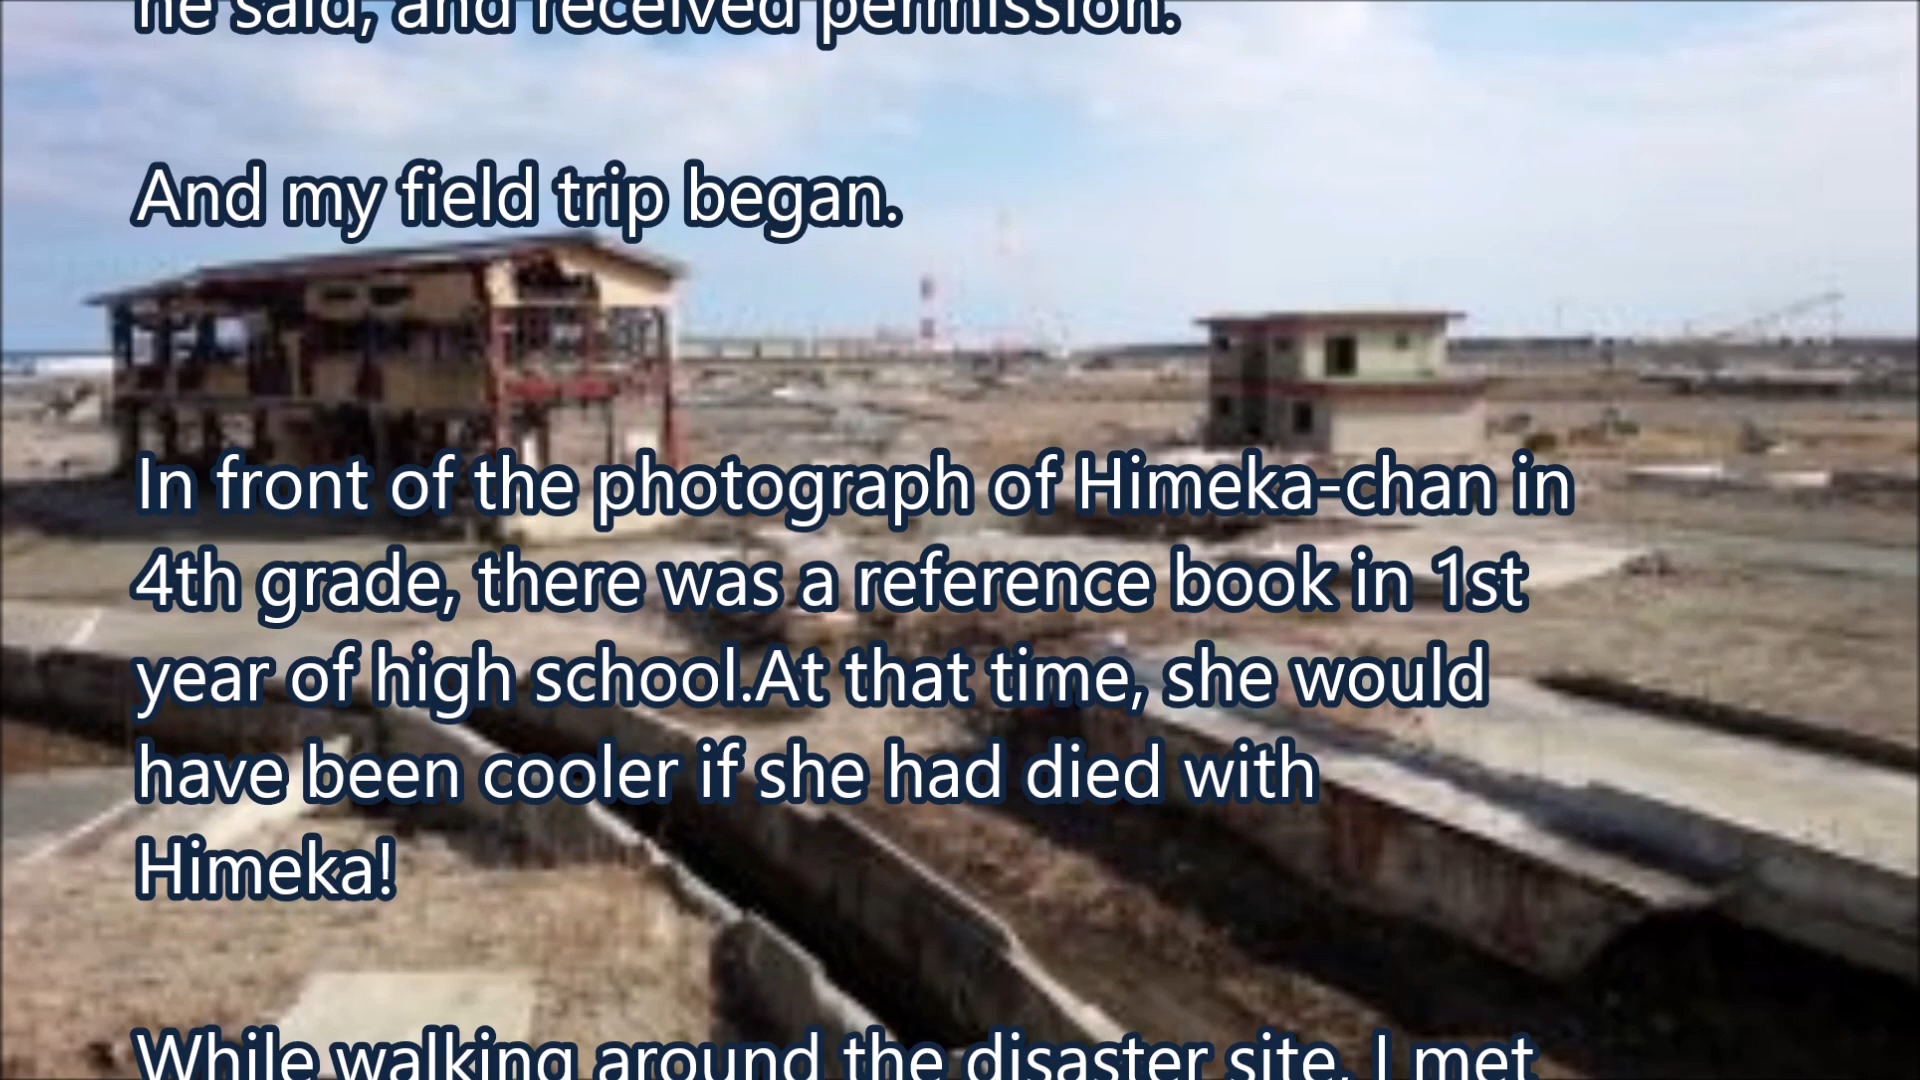 he said, and received permission.
And my field trip began.
In front of the photograph of Himeka-chan in
4th grade, there was a reference book in 1st
year of high school.At that time, she would
have been cooler if she had died with
Himeka!
While walking around the disaster site, I met